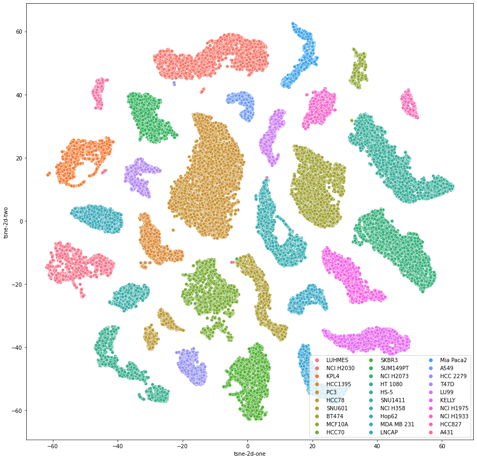 60
40
20
0
−20
−40
−60
tsne-2d-two
−60
−40
−20
0
20
40
60
tsne-2d-one
LUHMES
NCI H2030
KPL4
HCC1395
PC3
HCC78
SNU601
BT474
MCF10A
HCC70
SKBR3
SUM149PT
NCI H2073
HT 1080
HS-5
SNU1411
NCI H358
Hop62
MDA MB 231
LNCAP
Mia Paca2
A549
HCC 2279
T47D
LU99
KELLY
NCI H1975
NCI H1933
HCC827
A431